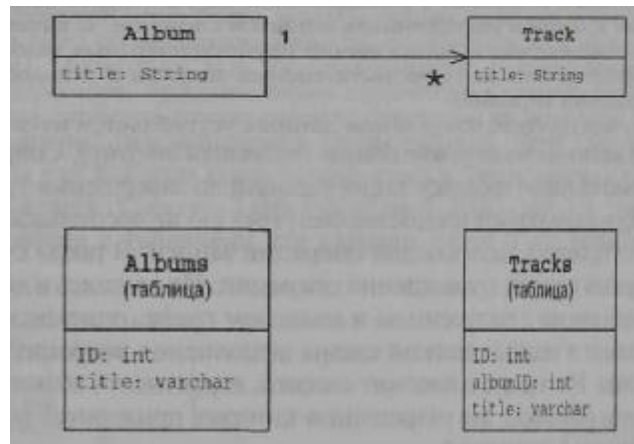 Album
1
Track
title: String
*
title: String
Albums
(таблица)
Tracks
(таблица)
ID: int
title: varchar
ID: int
albumID: int
title: varchar